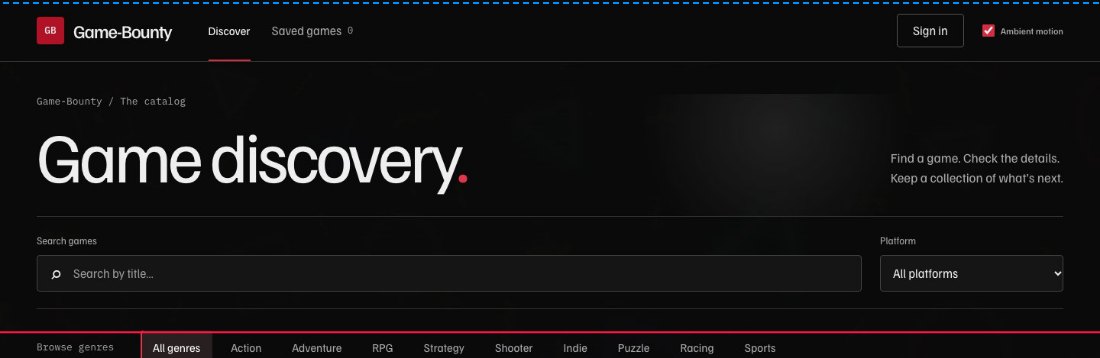 GB Game-Bounty Discover Saved games 0 Sign in Ambient motion
Game-Bounty / The catalog
Game discovery.
Find a game. Check the details.
Keep a collection of what's next.
Search games
Search by title...
Platform
All platforms
Browse genres All genres Action Adventure RPG Strategy Shooter Indie Puzzle Racing Sports